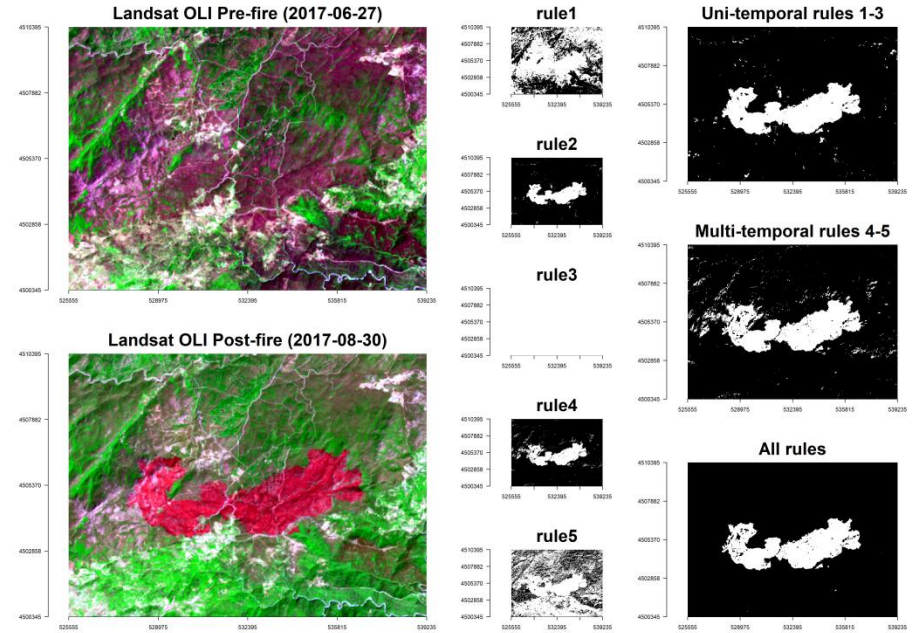 Landsat OLI Pre-fire (2017-06-27)
4510395
4507882
4505370
4502858
4500345
525555 528975 532395 535815 539235
Landsat OLI Post-fire (2017-08-30)
4510395
4507882
4505370
4502858
4500345
525555 528975 532395 535815 539235
rule1
4510395
4507882
4505370
4502858
4500345
525555 532395 539235
rule2
4510395
4507882
4505370
4502858
4500345
525555 532395 539235
rule3
4510395
4507882
4505370
4502858
4500345
525555 532395 539235
rule4
4510395
4507882
4505370
4502858
4500345
525555 532395 539235
rule5
4510395
4507882
4505370
4502858
4500345
525555 532395 539235
Uni-temporal rules 1-3
4510395
4507882
4505370
4502858
4500345
525555 528975 532395 535815 539235
Multi-temporal rules 4-5
4510395
4507882
4505370
4502858
4500345
525555 528975 532395 535815 539235
All rules
4510395
4507882
4505370
4502858
4500345
525555 528975 532395 535815 539235